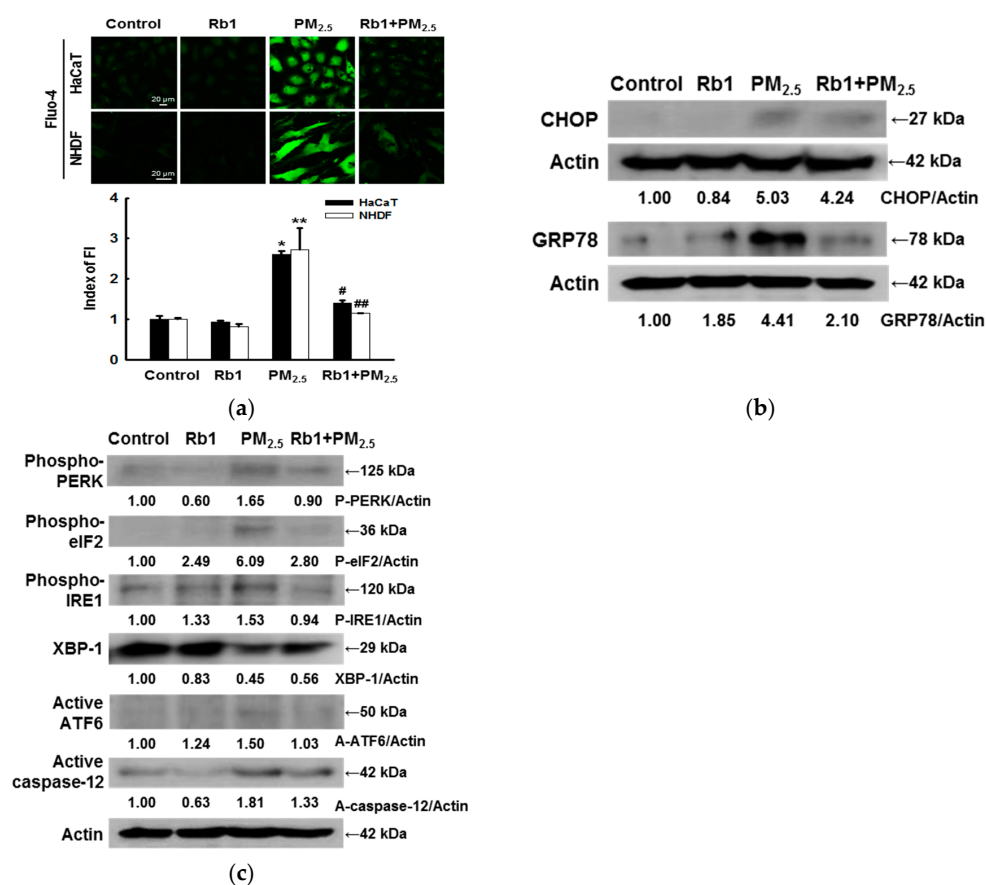 Control Rb1 PM2.5 Rb1+PM2.5
Fluo-4
HaCaT
20 µm
NHDF
20 µm
HaCaT
NHDF
Index of FI
4
3
2
1
0
*
**
#
##
Control Rb1 PM2.5 Rb1+PM2.5
(a)
Control Rb1 PM2.5 Rb1+PM2.5
CHOP ←27 kDa
Actin ←42 kDa
1.00 0.84 5.03 4.24 CHOP/Actin
GRP78 ←78 kDa
Actin ←42 kDa
1.00 1.85 4.41 2.10 GRP78/Actin
(b)
Control Rb1 PM2.5 Rb1+PM2.5
Phospho-
PERK ←125 kDa
1.00 0.60 1.65 0.90 P-PERK/Actin
Phospho-
eIF2 ←36 kDa
1.00 2.49 6.09 2.80 P-eIF2/Actin
Phospho-
IRE1 ←120 kDa
1.00 1.33 1.53 0.94 P-IRE1/Actin
XBP-1 ←29 kDa
1.00 0.83 0.45 0.56 XBP-1/Actin
Active
ATF6 ←50 kDa
1.00 1.24 1.50 1.03 A-ATF6/Actin
Active
caspase-12 ←42 kDa
1.00 0.63 1.81 1.33 A-caspase-12/Actin
Actin ←42 kDa
(c)